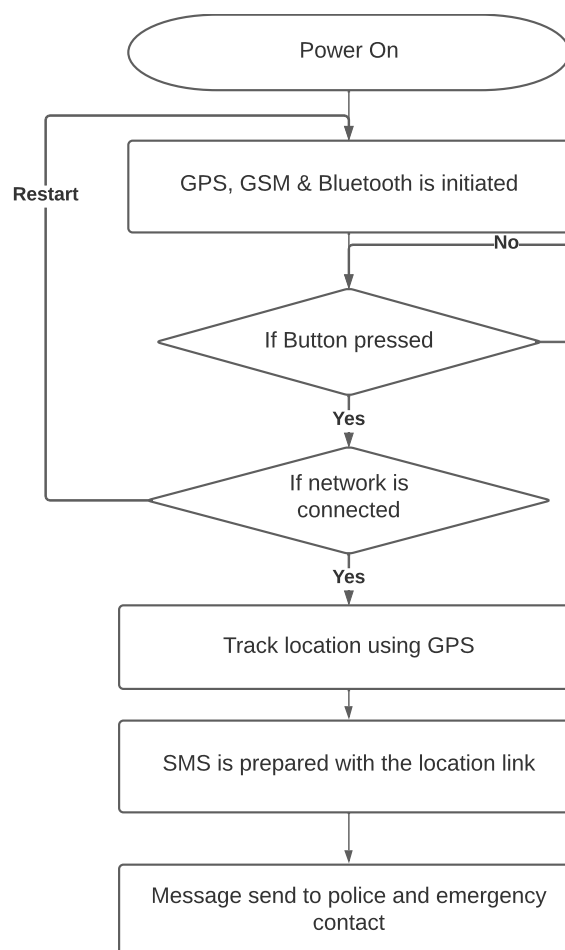 Power On
Restart
GPS, GSM & Bluetooth is initiated
No
If Button pressed
Yes
If network is
connected
Yes
Track location using GPS
SMS is prepared with the location link
Message send to police and emergency
contact